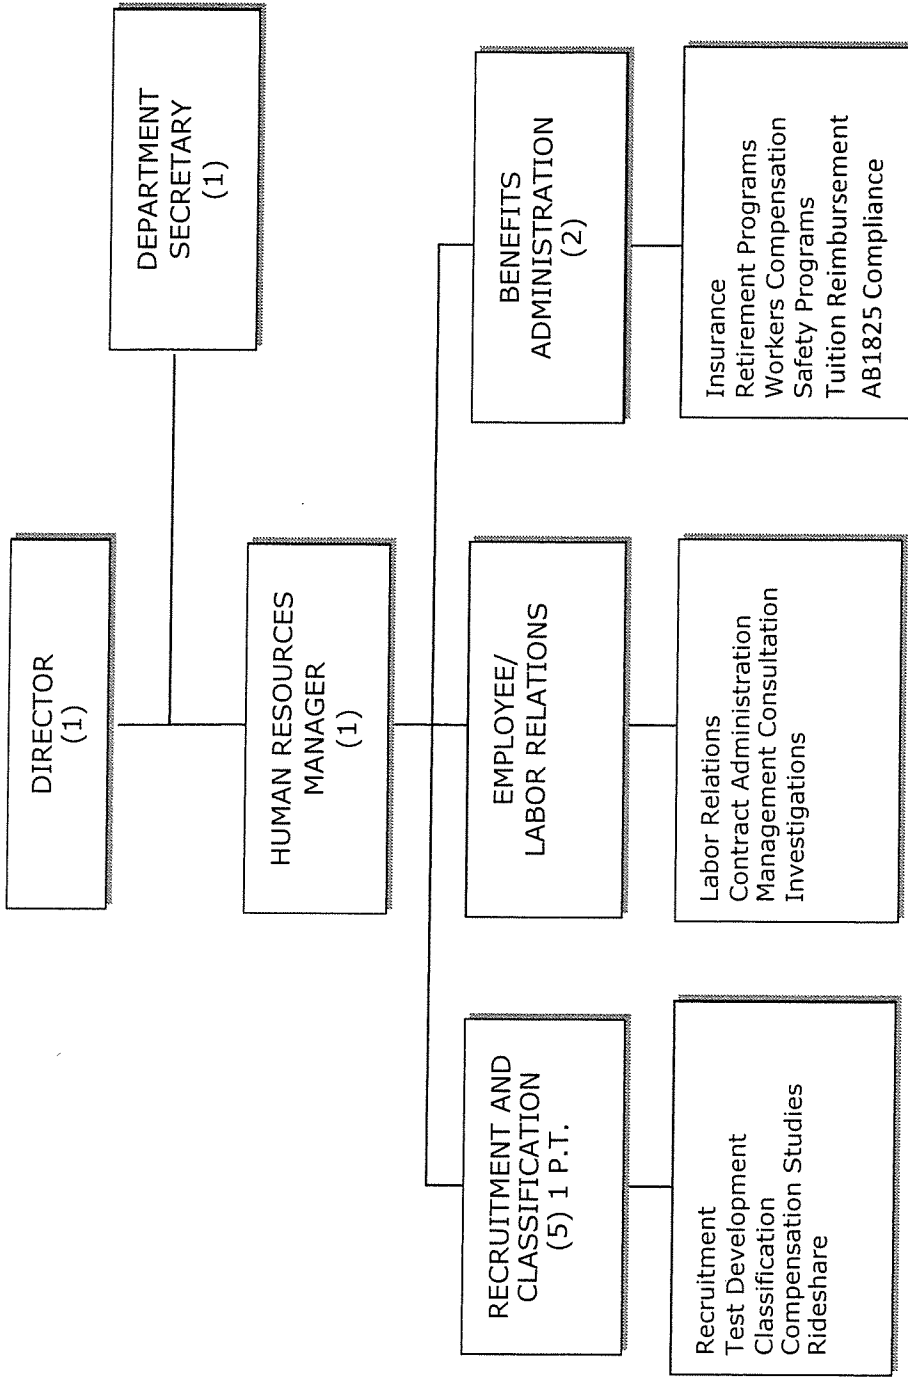 DIRECTOR
(1)
DEPARTMENT
SECRETARY
(1)
HUMAN RESOURCES
MANAGER
(1)
RECRUITMENT AND
CLASSIFICATION
(5) 1 P.T.
EMPLOYEE/
LABOR RELATIONS
BENEFITS
ADMINISTRATION
(2)
Recruitment
Test Development
Classification
Compensation Studies
Rideshare
Labor Relations
Contract Administration
Management Consultation
Investigations
Insurance
Retirement Programs
Workers Compensation
Safety Programs
Tuition Reimbursement
AB1825 Compliance